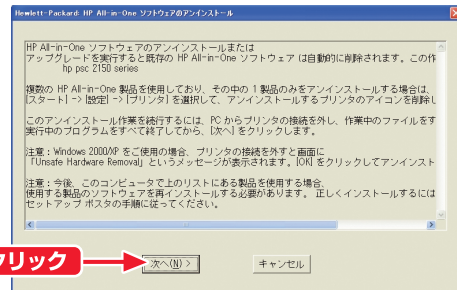 Hewlett-Packard HP All-in-One ソフトウェアのアンインストール
HP All-in-One ソフトウェアのアンインストールまたは
アップグレードを実行すると既存の HP All-in-One ソフトウェア は自動的に削除されます。この作
hp psc 2150 series
複数の HP All-in-One 製品を使用しており、その中の 1 製品のみをアンインストールする場合は、
[スタート] -> [設定] -> [プリンタ] を選択して、アンインストールするプリンタのアイコンを削除し
このアンインストール作業を続行するには、PC からプリンタの接続を外し、作業中のファイルをす
実行中のプログラムをすべて終了してから、[次へ] をクリックします。
注意：Windows 2000/XP をご使用の場合、プリンタの接続を外すと画面に
「Unsafe Hardware Removal」 というメッセージが表示されます。[OK] をクリックしてアンインスト
注意：今後、このコンピュータで上のリストにある製品を使用する場合、
使用する製品のソフトウェアを再インストールする必要があります。 正しくインストールするには
セットアップ ポスタの手順に従ってください。
リック
次へ(N) >
キャンセル